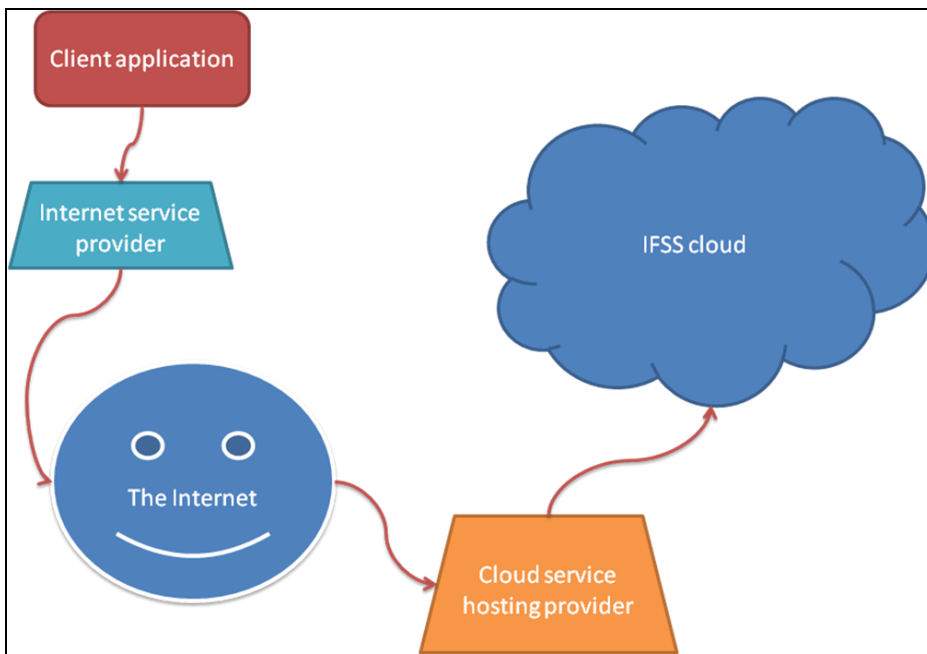 Client application
Internet service
provider
IFSS cloud
The Internet
Cloud service
hosting provider